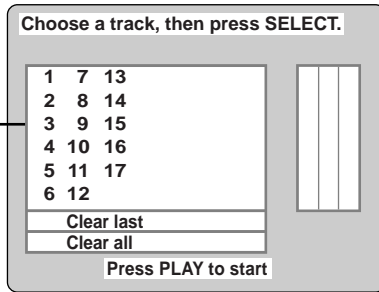 Choose a track, then press SELECT.
1 7 13
2 8 14
3 9 15
4 10 16
5 11 17
6 12
Clear last
Clear all
Press PLAY to start